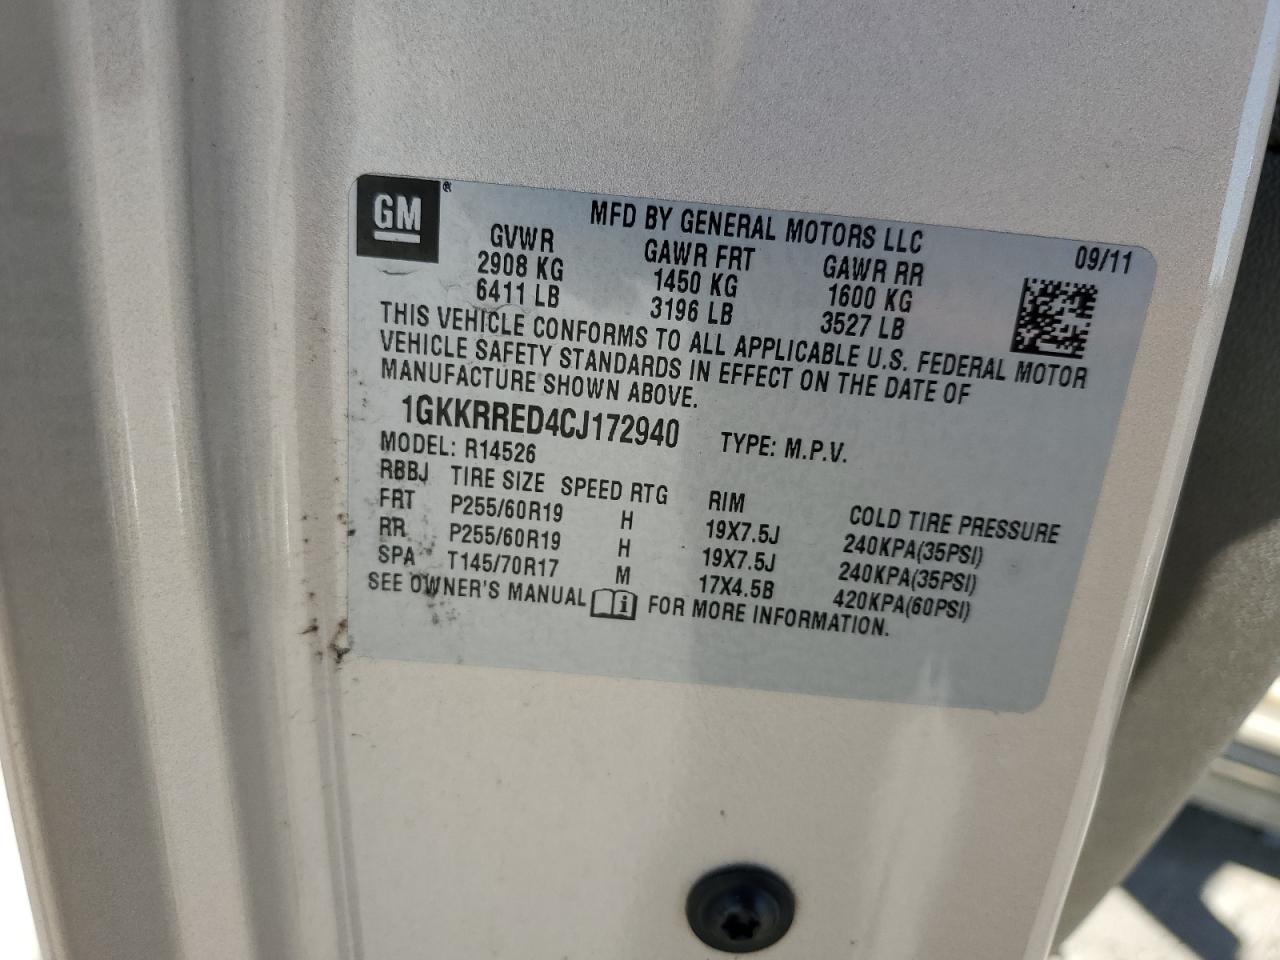 GM®
MFD BY GENERAL MOTORS LLC 09/11
GVWR GAWR FRT GAWR RR
2908 KG 1450 KG 1600 KG
6411 LB 3196 LB 3527 LB
THIS VEHICLE CONFORMS TO ALL APPLICABLE U.S. FEDERAL MOTOR
VEHICLE SAFETY STANDARDS IN EFFECT ON THE DATE OF
MANUFACTURE SHOWN ABOVE.
1GKKRRED4CJ172940 TYPE: M.P.V.
MODEL: R14526
RBBJ TIRE SIZE SPEED RTG RIM COLD TIRE PRESSURE
FRT P255/60R19 H 19X7.5J 240KPA(35PSI)
RR P255/60R19 H 19X7.5J 240KPA(35PSI)
SPA T145/70R17 M 17X4.5B 420KPA(60PSI)
SEE OWNER'S MANUAL i FOR MORE INFORMATION.